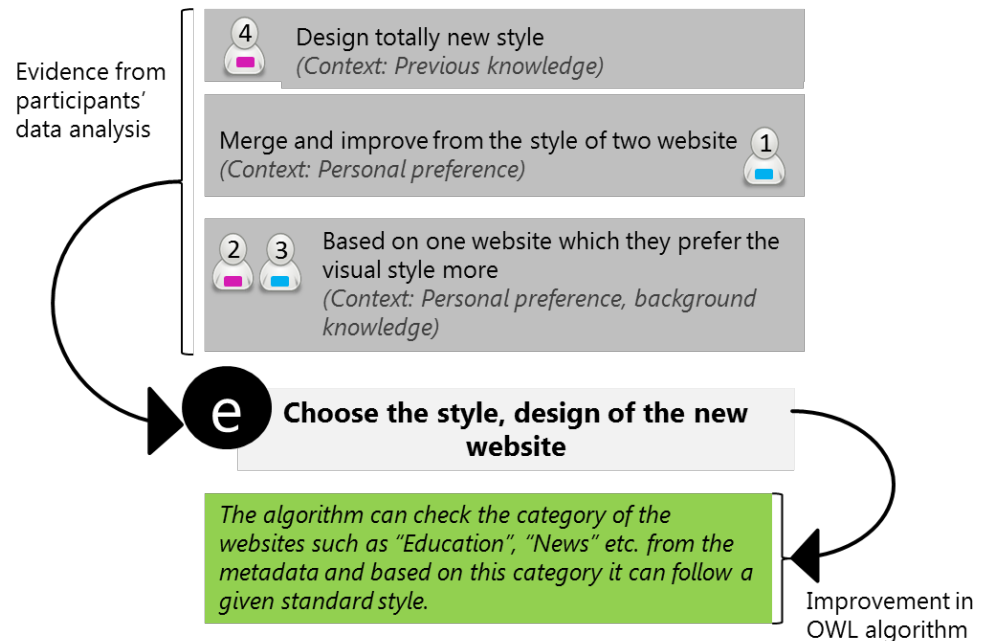 Evidence from
participants'
data analysis
4
Design totally new style
(Context: Previous knowledge)
Merge and improve from the style of two website
(Context: Personal preference)
1
2 3
Based on one website which they prefer the
visual style more
(Context: Personal preference, background
knowledge)
e
Choose the style, design of the new
website
The algorithm can check the category of the
websites such as “Education”, “News” etc. from the
metadata and based on this category it can follow a
given standard style.
Improvement in
OWL algorithm